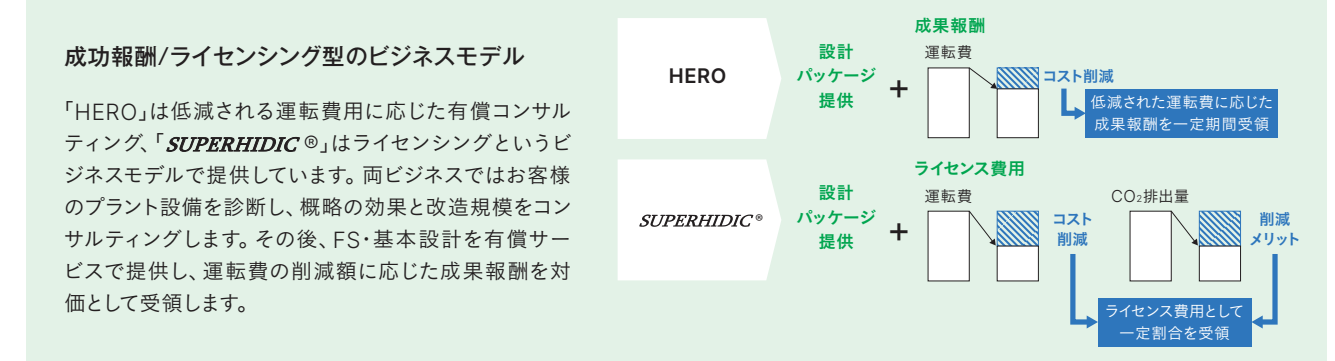 成功報酬/ライセンシング型のビジネスモデル
「HERO」は低減される運転費用に応じた有償コンサル
ティング、「SUPERHIDIC®」はライセンシングというビ
ジネスモデルで提供しています。両ビジネスではお客様
のプラント設備を診断し、概略の効果と改造規模をコン
サルティングします。その後、FS・基本設計を有償サー
ビスで提供し、運転費の削減額に応じた成果報酬を対
価として受領します。
HERO
設計
パッケージ
提供
+
成果報酬
運転費
コスト削減
低減された運転費に応じた
成果報酬を一定期間受領
SUPERHIDIC®
設計
パッケージ
提供
+
ライセンス費用
運転費
コスト
削減
CO₂排出量
削減
メリット
ライセンス費用として
一定割合を受領